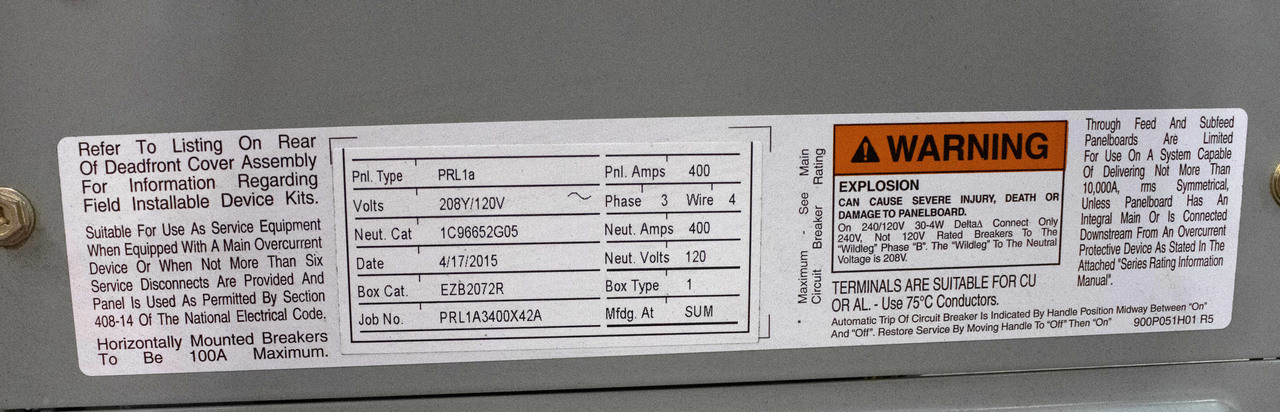 Refer To Listing On Rear
Of Deadfront Cover Assembly
For Information Regarding
Field Installable Device Kits.
Suitable For Use As Service Equipment
When Equipped With A Main Overcurrent
Device Or When Not More Than Six
Service Disconnects Are Provided And
Panel Is Used As Permitted By Section
408-14 Of The National Electrical Code.
Horizontally Mounted Breakers
To Be 100A Maximum.
Pnl. Type PRL1a Pnl. Amps 400
Volts 208Y/120V ~ Phase 3 Wire 4
Neut. Cat 1C96652G05 Neut. Amps 400
Date 4/17/2015 Neut. Volts 120
Box Cat. EZB2072R Box Type 1
Job No. PRL1A3400X42A Mfdg. At SUM
* Maximum - See Main
Circuit Breaker Rating
WARNING
EXPLOSION
CAN CAUSE SEVERE INJURY, DEATH OR
DAMAGE TO PANELBOARD.
On 240/120V 30-4W Delta∆ Connect Only
240V, Not 120V Rated Breakers To The
"Wildleg" Phase "B". The "Wildleg" To The Neutral
Voltage is 208V.
TERMINALS ARE SUITABLE FOR CU
OR AL. - Use 75°C Conductors.
Automatic Trip Of Circuit Breaker Is Indicated By Handle Position Midway Between "On"
And "Off". Restore Service By Moving Handle To "Off" Then "On" 900P051H01 R5
Through Feed And Subfeed
Panelboards Are Limited
For Use On A System Capable
Of Delivering Not More Than
10,000A, rms Symmetrical,
Unless Panelboard Has An
Integral Main Or Is Connected
Downstream From An Overcurrent
Protective Device As Stated In The
Attached "Series Rating Information
Manual".